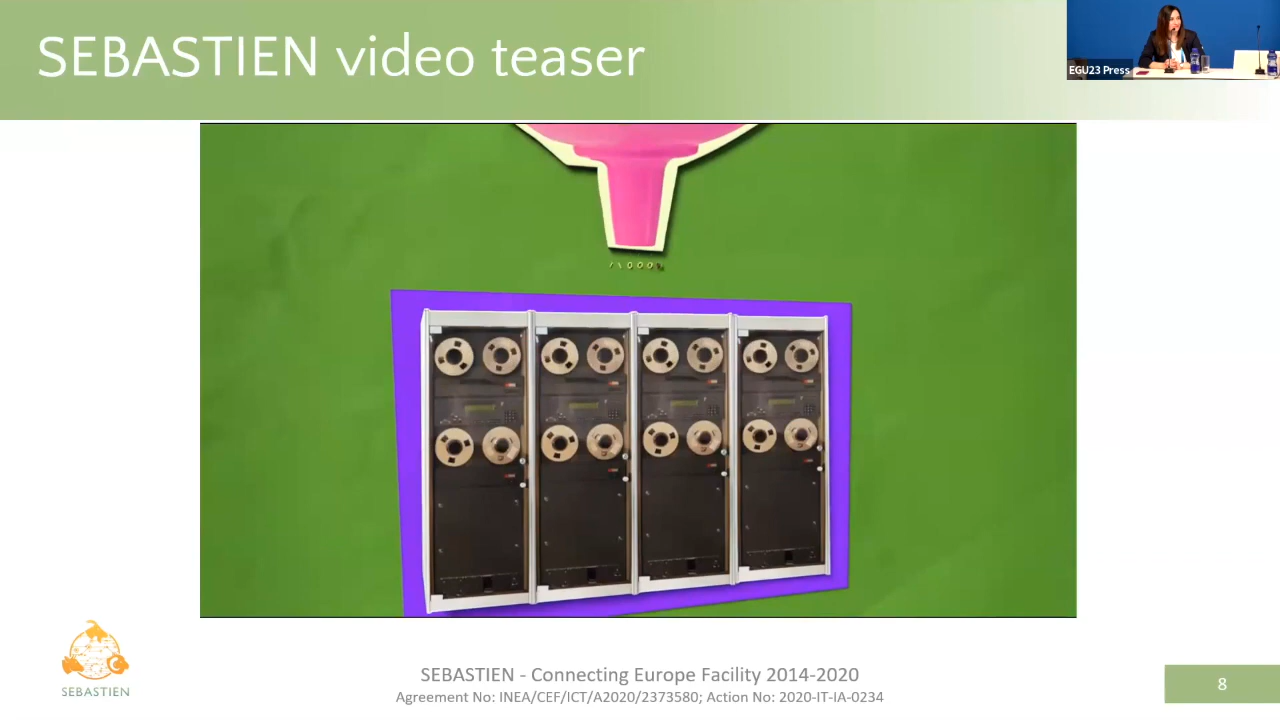 SEBASTIEN video teaser
EGU23 Press
SEBASTIEN
SEBASTIEN - Connecting Europe Facility 2014-2020
Agreement No: INEA/CEF/ICT/A2020/2373580; Action No: 2020-IT-IA-0234
8